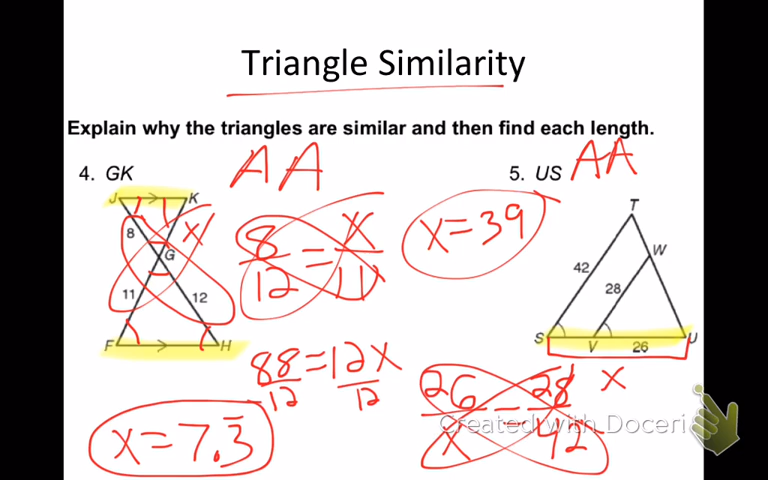 Triangle Similarity
Explain why the triangles are similar and then find each length.
4. GK
AA
5. US
AA
J
K
8
X
G
11
12
F
H
8/12 = X/11
x=39
T
W
42
28
S
V
26
U
X
88=12X
12 12
26/X = 28/42
Created with Doceri
x=7.3̅